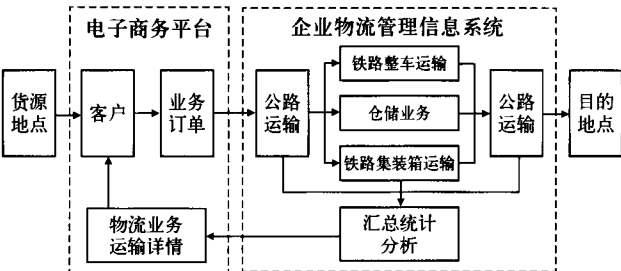 电子商务平台
企业物流管理信息系统
货源
地点
客户
业务
订单
公路
运输
铁路整车运输
仓储业务
铁路集装箱运输
公路
运输
目的
地点
物流业务
运输详情
汇总统计
分析